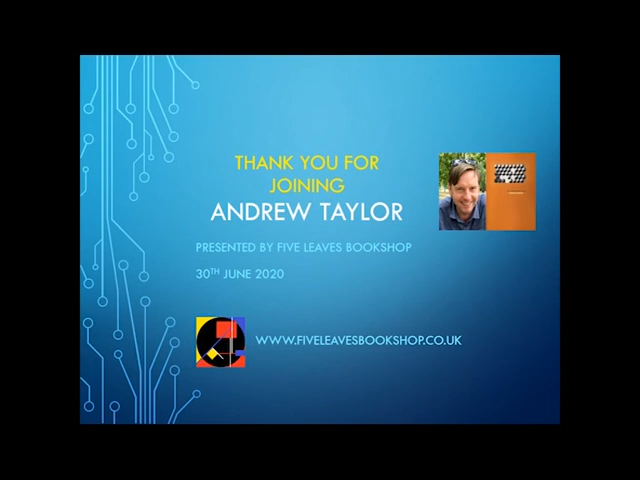 THANK YOU FOR
JOINING
ANDREW TAYLOR
PRESENTED BY FIVE LEAVES BOOKSHOP
30TH JUNE 2020
WWW.FIVELEAVESBOOKSHOP.CO.UK